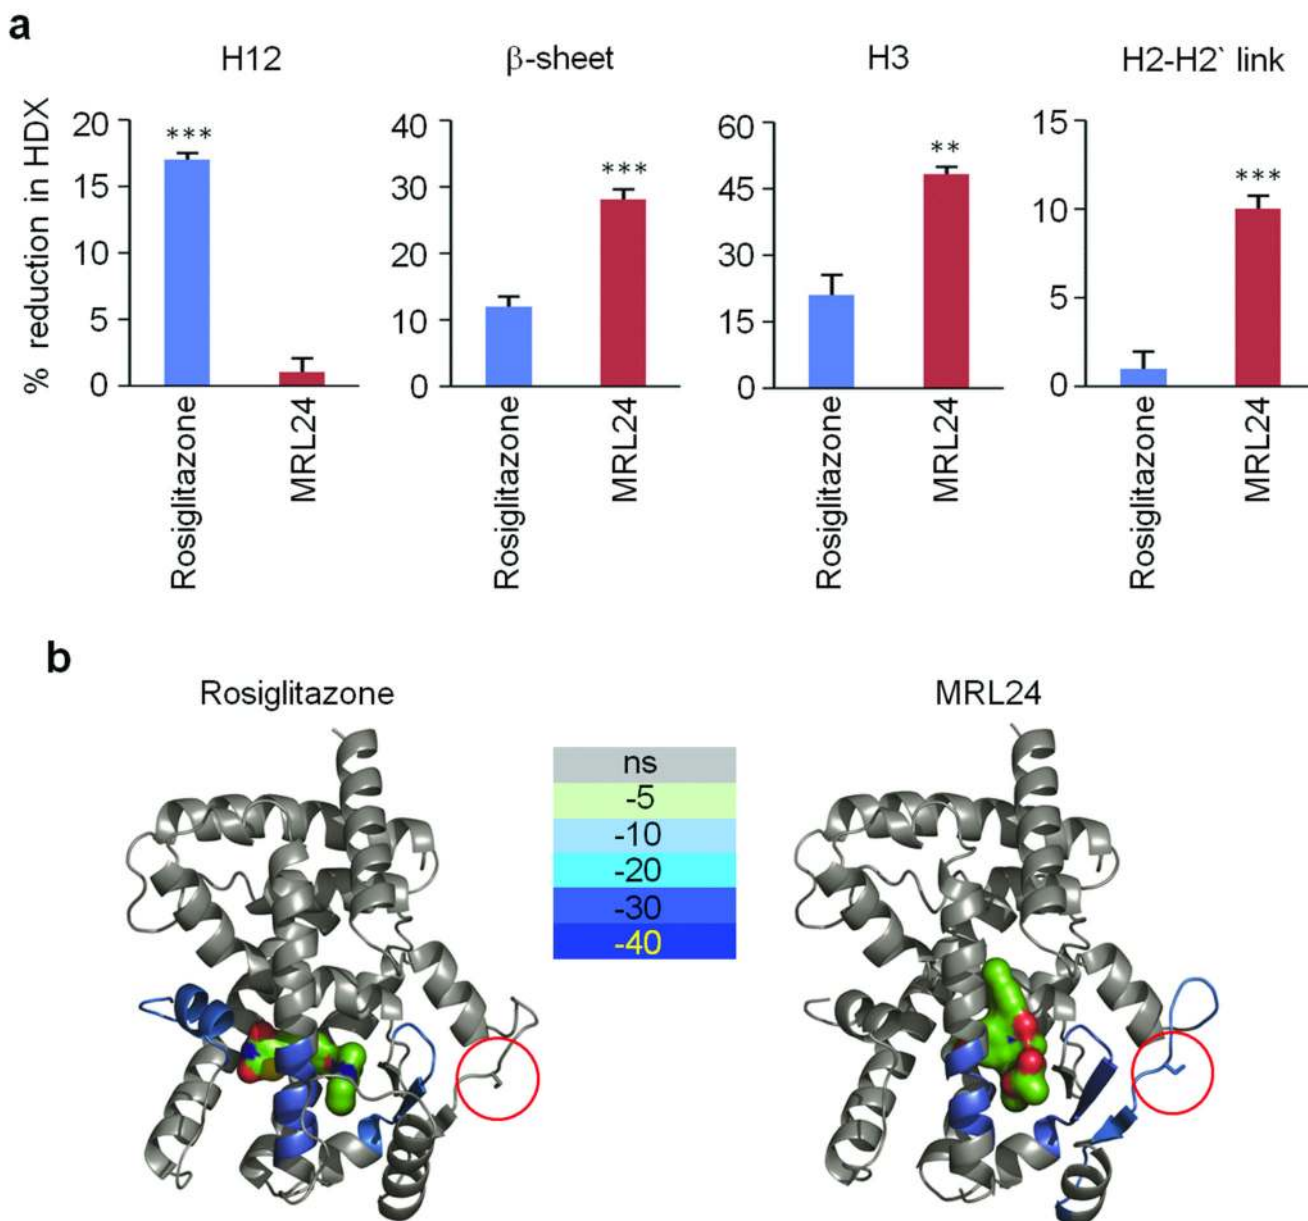 a
H12
β-sheet
H3
H2-H2` link
% reduction in HDX
20
15
10
5
0
***
Rosiglitazone
MRL24
40
30
20
10
0
***
Rosiglitazone
MRL24
60
45
30
15
0
**
Rosiglitazone
MRL24
15
10
5
0
***
Rosiglitazone
MRL24
b
Rosiglitazone
MRL24
ns
-5
-10
-20
-30
-40